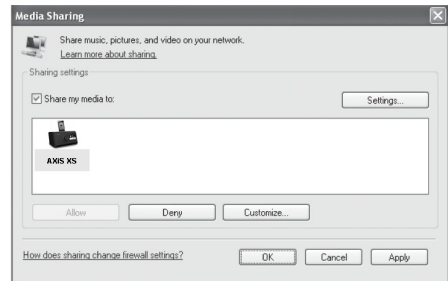 Media Sharing
Share music, pictures, and video on your network.
Learn more about sharing.
Sharing settings
Share my media to:
Settings...
AXiS XS
Allow
Deny
Customize...
How does sharing change firewall settings?
OK
Cancel
Apply